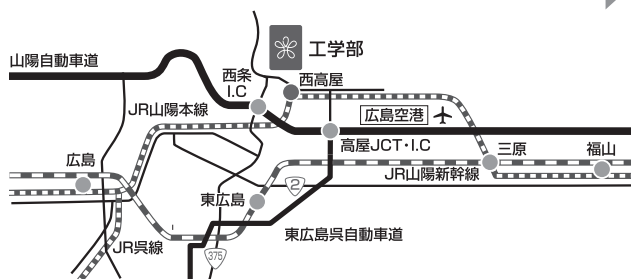 工学部
山陽自動車道
西条
I.C
西高屋
JR山陽本線
広島空港
広島
高屋JCT・I.C
三原
福山
JR山陽新幹線
2
東広島
東広島呉自動車道
JR呉線
375